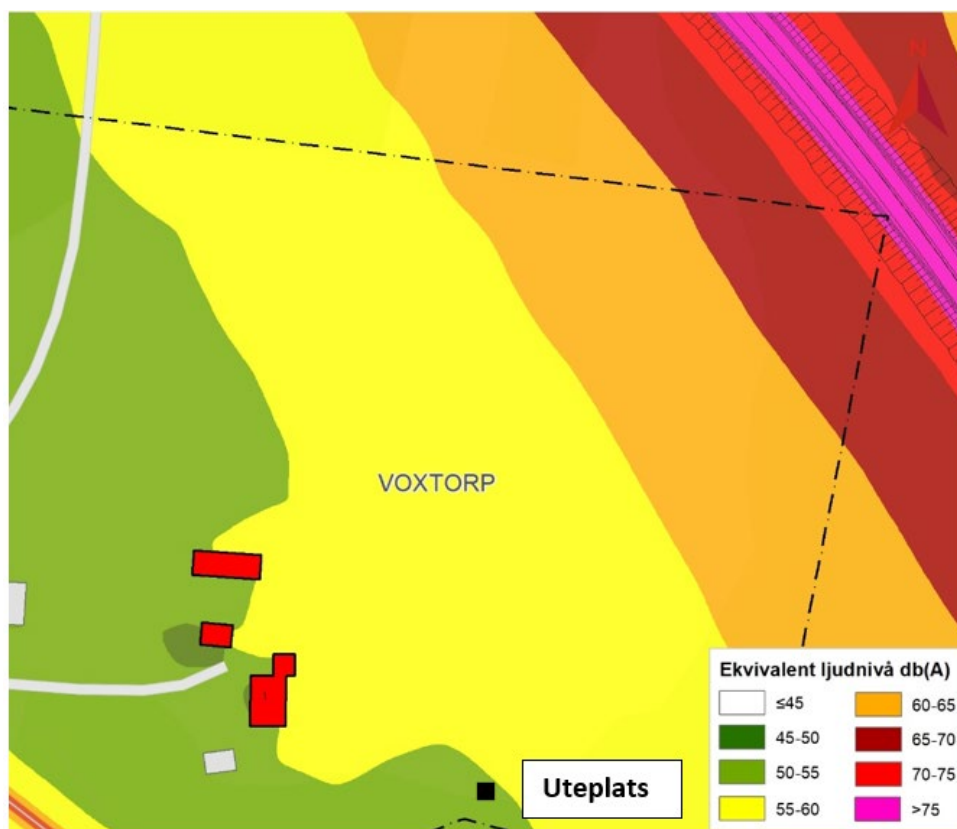 N
VOXTORP
Ekvivalent ljudnivå db(A)
≤45
45-50
50-55
55-60
60-65
65-70
70-75
>75
Uteplats